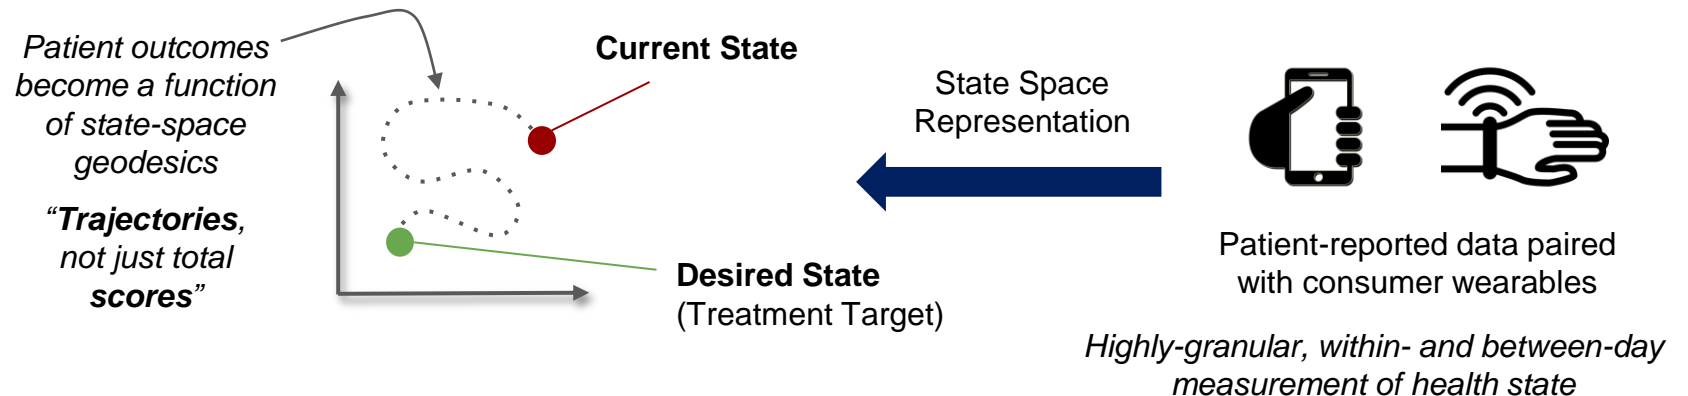 Patient outcomes
become a function
of state-space
geodesics
“Trajectories,
not just total
scores”
Current State
Desired State
(Treatment Target)
State Space
Representation
Patient-reported data paired
with consumer wearables
Highly-granular, within- and between-day
measurement of health state